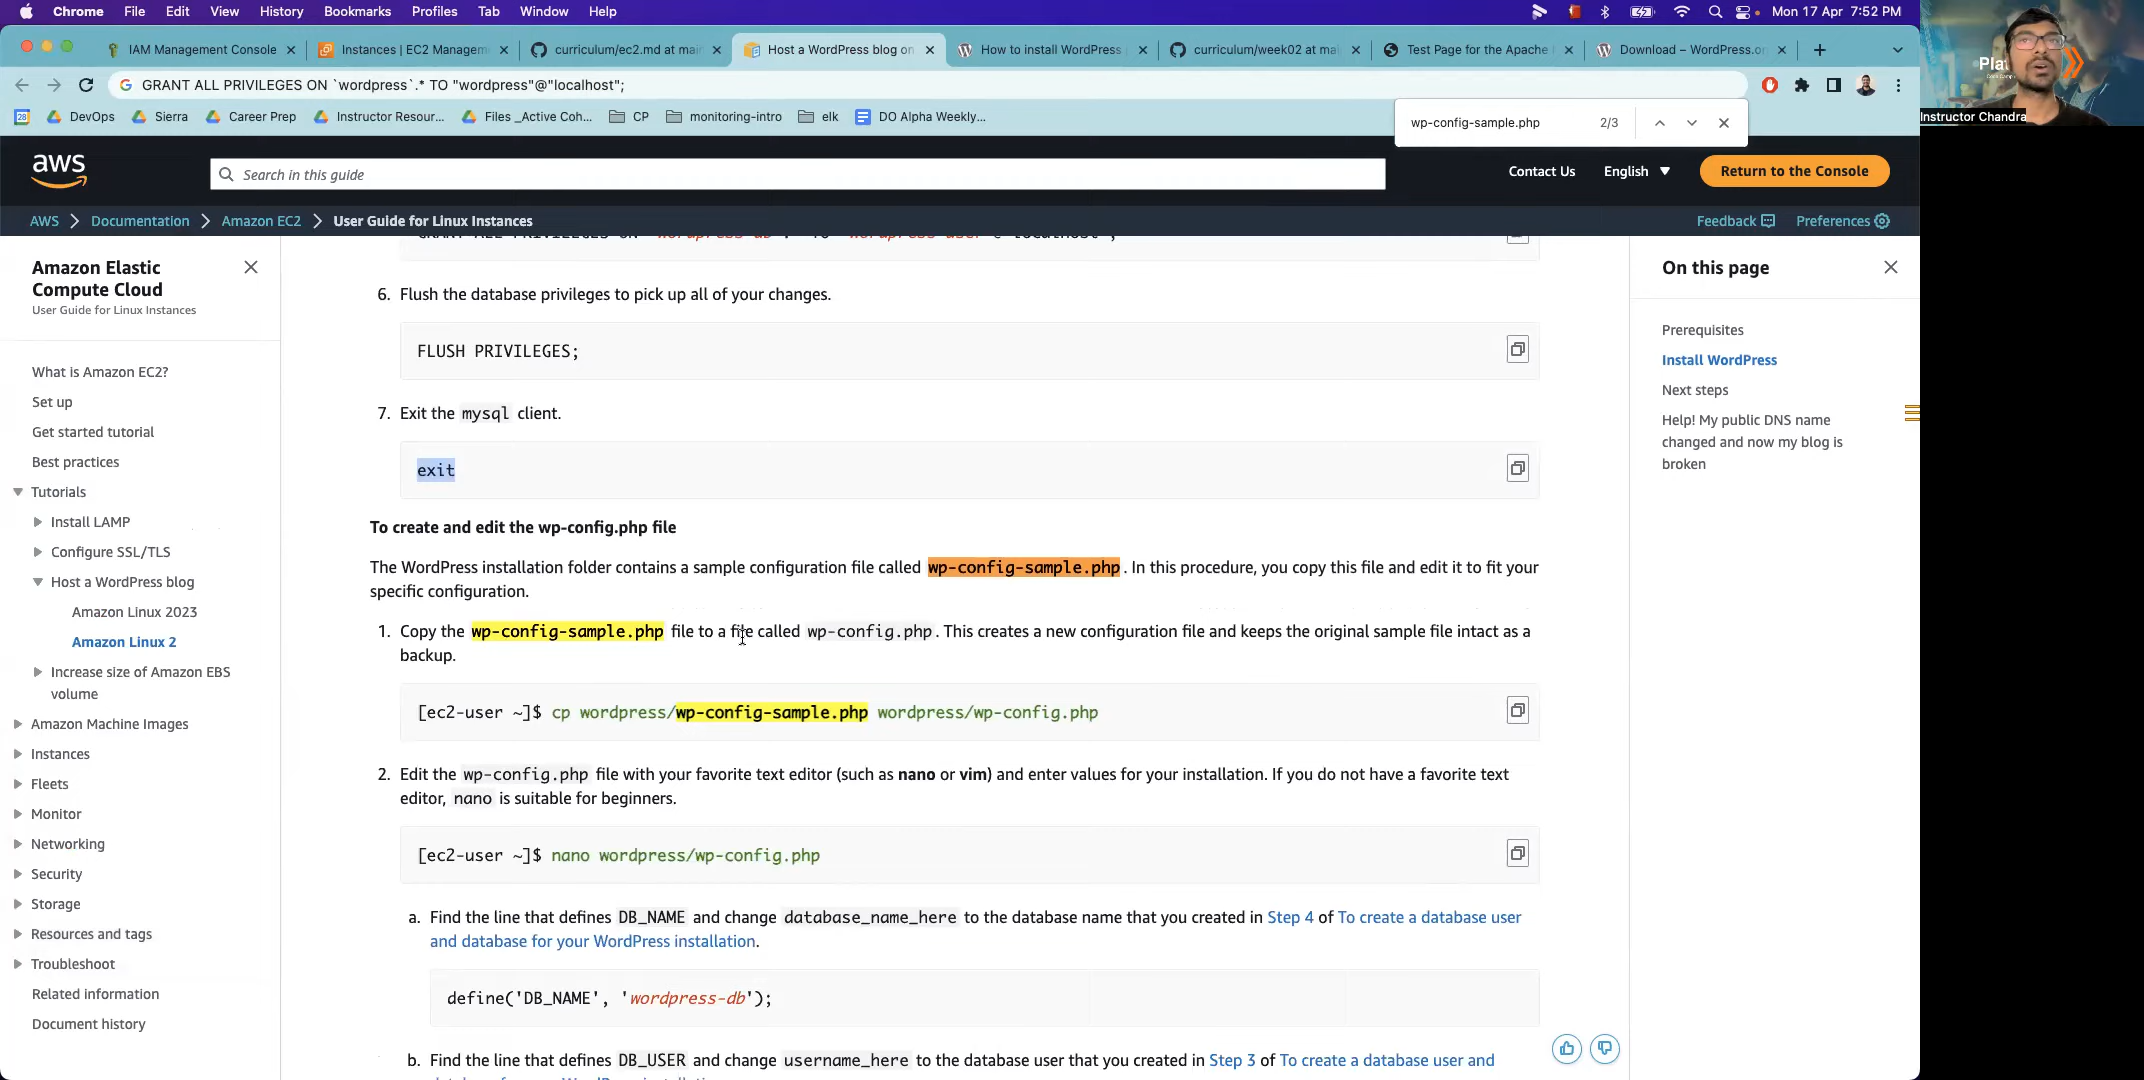 Chrome File Edit View History Bookmarks Profiles Tab Window Help Mon 17 Apr 7:52 PM
IAM Management Console
Instances | EC2 Managem
curriculum/ec2.md at main
Host a WordPress blog on
How to install WordPress
curriculum/week02 at mai
Test Page for the Apache
Download – WordPress.or
GRANT ALL PRIVILEGES ON `wordpress`.* TO "wordpress"@"localhost";
DevOps Sierra Career Prep Instructor Resour... Files _Active Coh... CP monitoring-intro elk DO Alpha Weekly...
wp-config-sample.php 2/3
Instructor Chandra
aws
Search in this guide
Contact Us English Return to the Console
AWS Documentation Amazon EC2 User Guide for Linux Instances
Feedback Preferences
Amazon Elastic
Compute Cloud
User Guide for Linux Instances
What is Amazon EC2?
Set up
Get started tutorial
Best practices
Tutorials
Install LAMP
Configure SSL/TLS
Host a WordPress blog
Amazon Linux 2023
Amazon Linux 2
Increase size of Amazon EBS
volume
Amazon Machine Images
Instances
Fleets
Monitor
Networking
Security
Storage
Resources and tags
Troubleshoot
Related information
Document history
6. Flush the database privileges to pick up all of your changes.
FLUSH PRIVILEGES;
7. Exit the mysql client.
exit
To create and edit the wp-config.php file
The WordPress installation folder contains a sample configuration file called wp-config-sample.php. In this procedure, you copy this file and edit it to fit your
specific configuration.
1. Copy the wp-config-sample.php file to a file called wp-config.php. This creates a new configuration file and keeps the original sample file intact as a
backup.
[ec2-user ~]$ cp wordpress/wp-config-sample.php wordpress/wp-config.php
2. Edit the wp-config.php file with your favorite text editor (such as nano or vim) and enter values for your installation. If you do not have a favorite text
editor, nano is suitable for beginners.
[ec2-user ~]$ nano wordpress/wp-config.php
a. Find the line that defines DB_NAME and change database_name_here to the database name that you created in Step 4 of To create a database user
and database for your WordPress installation.
define('DB_NAME', 'wordpress-db');
b. Find the line that defines DB_USER and change username_here to the database user that you created in Step 3 of To create a database user and
On this page
Prerequisites
Install WordPress
Next steps
Help! My public DNS name
changed and now my blog is
broken